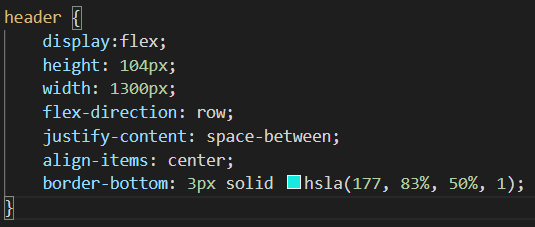 header {
    display:flex;
    height: 104px;
    width: 1300px;
    flex-direction: row;
    justify-content: space-between;
    align-items: center;
    border-bottom: 3px solid hsla(177, 83%, 50%, 1);
}